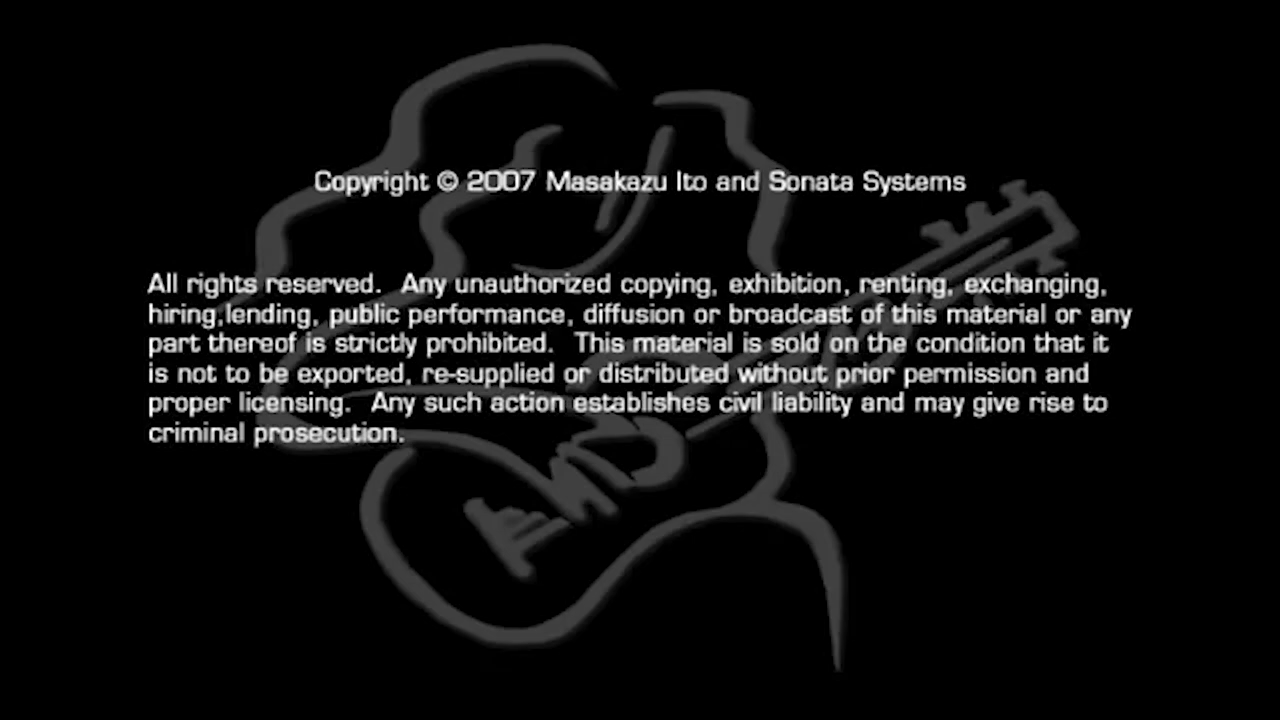 Copyright © 2007 Masakazu Ito and Sonata Systems
All rights reserved.  Any unauthorized copying, exhibition, renting, exchanging,
hiring,lending, public performance, diffusion or broadcast of this material or any
part thereof is strictly prohibited.  This material is sold on the condition that it
is not to be exported, re-supplied or distributed without prior permission and
proper licensing.  Any such action establishes civil liability and may give rise to
criminal prosecution.